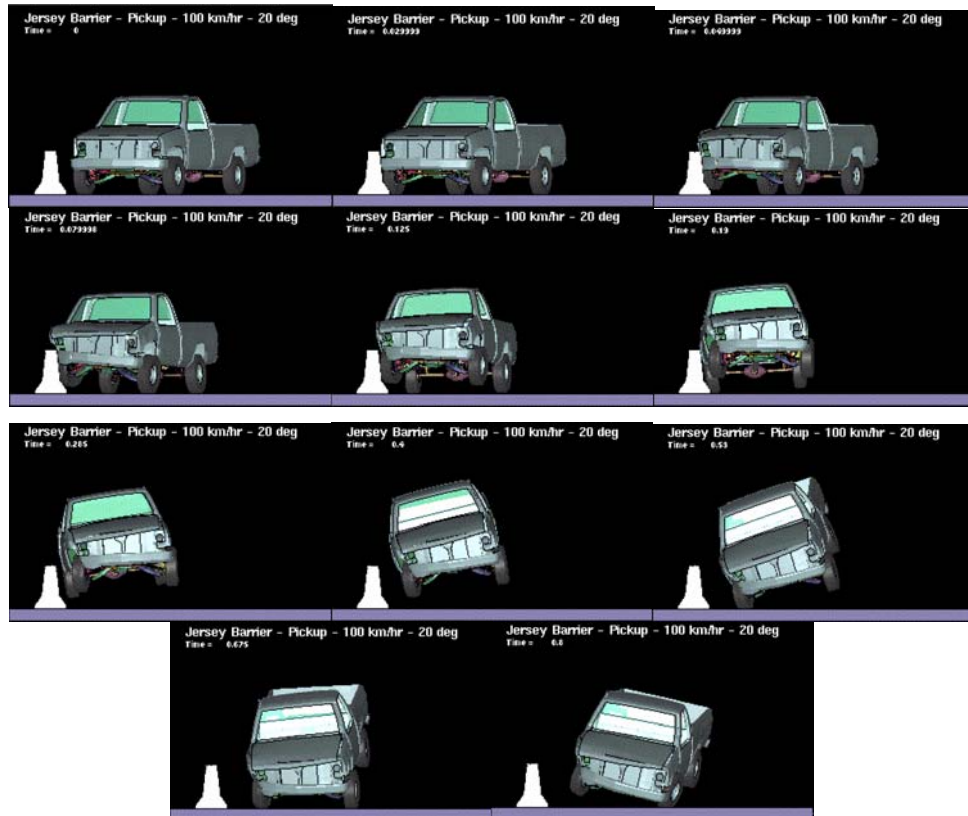 Jersey Barrier - Pickup - 100 km/hr - 20 deg
Time = 0
Jersey Barrier - Pickup - 100 km/hr - 20 deg
Time = 0.029999
Jersey Barrier - Pickup - 100 km/hr - 20 deg
Time = 0.049999
Jersey Barrier - Pickup - 100 km/hr - 20 deg
Time = 0.079998
Jersey Barrier - Pickup - 100 km/hr - 20 deg
Time = 0.125
Jersey Barrier - Pickup - 100 km/hr - 20 deg
Time = 0.19
Jersey Barrier - Pickup - 100 km/hr - 20 deg
Time = 0.285
Jersey Barrier - Pickup - 100 km/hr - 20 deg
Time = 0.4
Jersey Barrier - Pickup - 100 km/hr - 20 deg
Time = 0.53
Jersey Barrier - Pickup - 100 km/hr - 20 deg
Time = 0.675
Jersey Barrier - Pickup - 100 km/hr - 20 deg
Time = 0.8